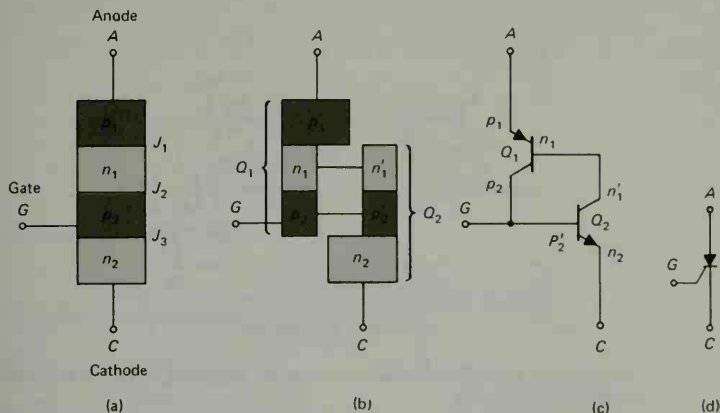 Anode
A
p1
J1
n1
J2
Gate
G
p2
J3
n2
C
Cathode
(a)
A
Q1
p1
n1
n'1
G
p2
p'2
Q2
n2
C
(b)
A
p1
n1
Q1
p2
n'1
G
Q2
P'2
n2
C
(c)
A
G
C
(d)